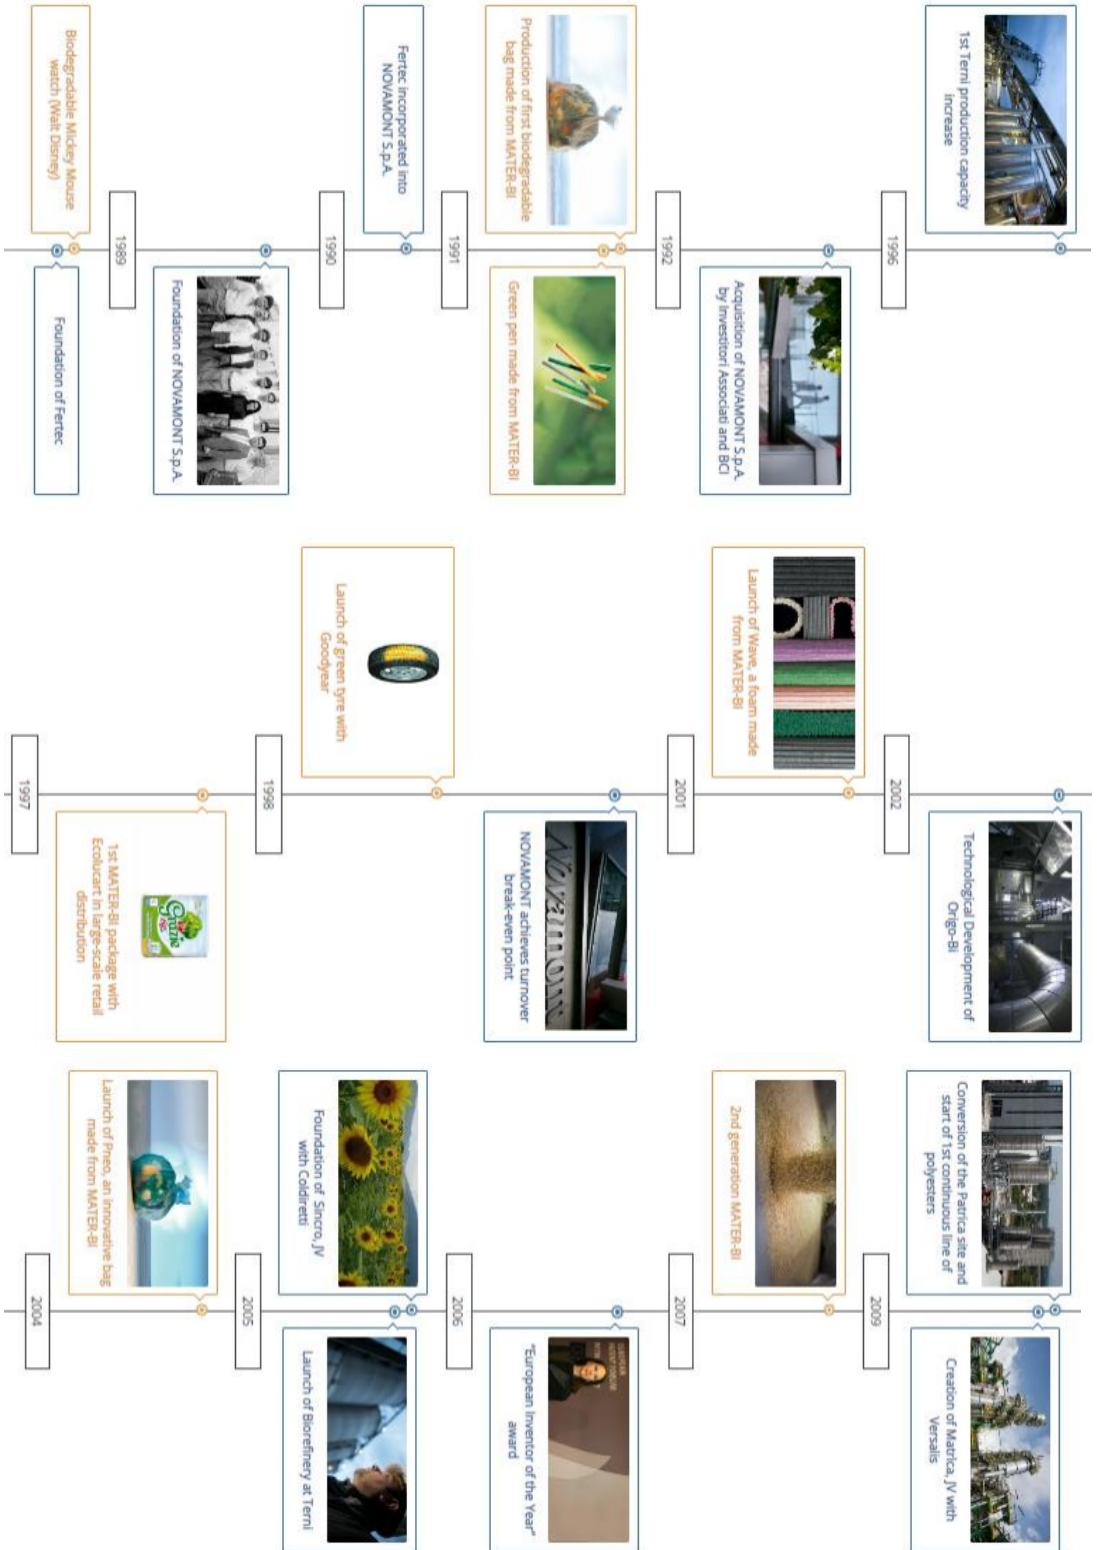 1st Terni production capacity
increase
1996
Acquisition of NOVAMONT S.p.A.
by Investitori Associati and BCI
1992
Production of first biodegradable
bag made from MATER-BI
Green pen made from MATER-BI
1991
Fertec incorporated into
NOVAMONT S.p.A.
1990
Foundation of NOVAMONT S.p.A.
1989
Biodegradable Mickey Mouse
watch (Walt Disney)
Foundation of Fertec
Technological Development of
Origo-Bi
2002
Launch of Wave, a foam made
from MATER-BI
2001
Novamont
NOVAMONT achieves turnover
break-even point
Launch of green tyre with
Goodyear
1998
Grazie
1st MATER-BI package with
Ecolucart in large-scale retail
distribution
1997
Conversion of the Patrica site and
start of 1st continuous line of
polyesters
Creation of Matrica, JV with
Versalis
2009
2nd generation MATER-BI
2007
"European Inventor of the Year"
award
2006
Foundation of Sincro, JV
with Coldiretti
Launch of Biorefinery at Terni
2005
Launch of Pneo, an innovative bag
made from MATER-BI
2004